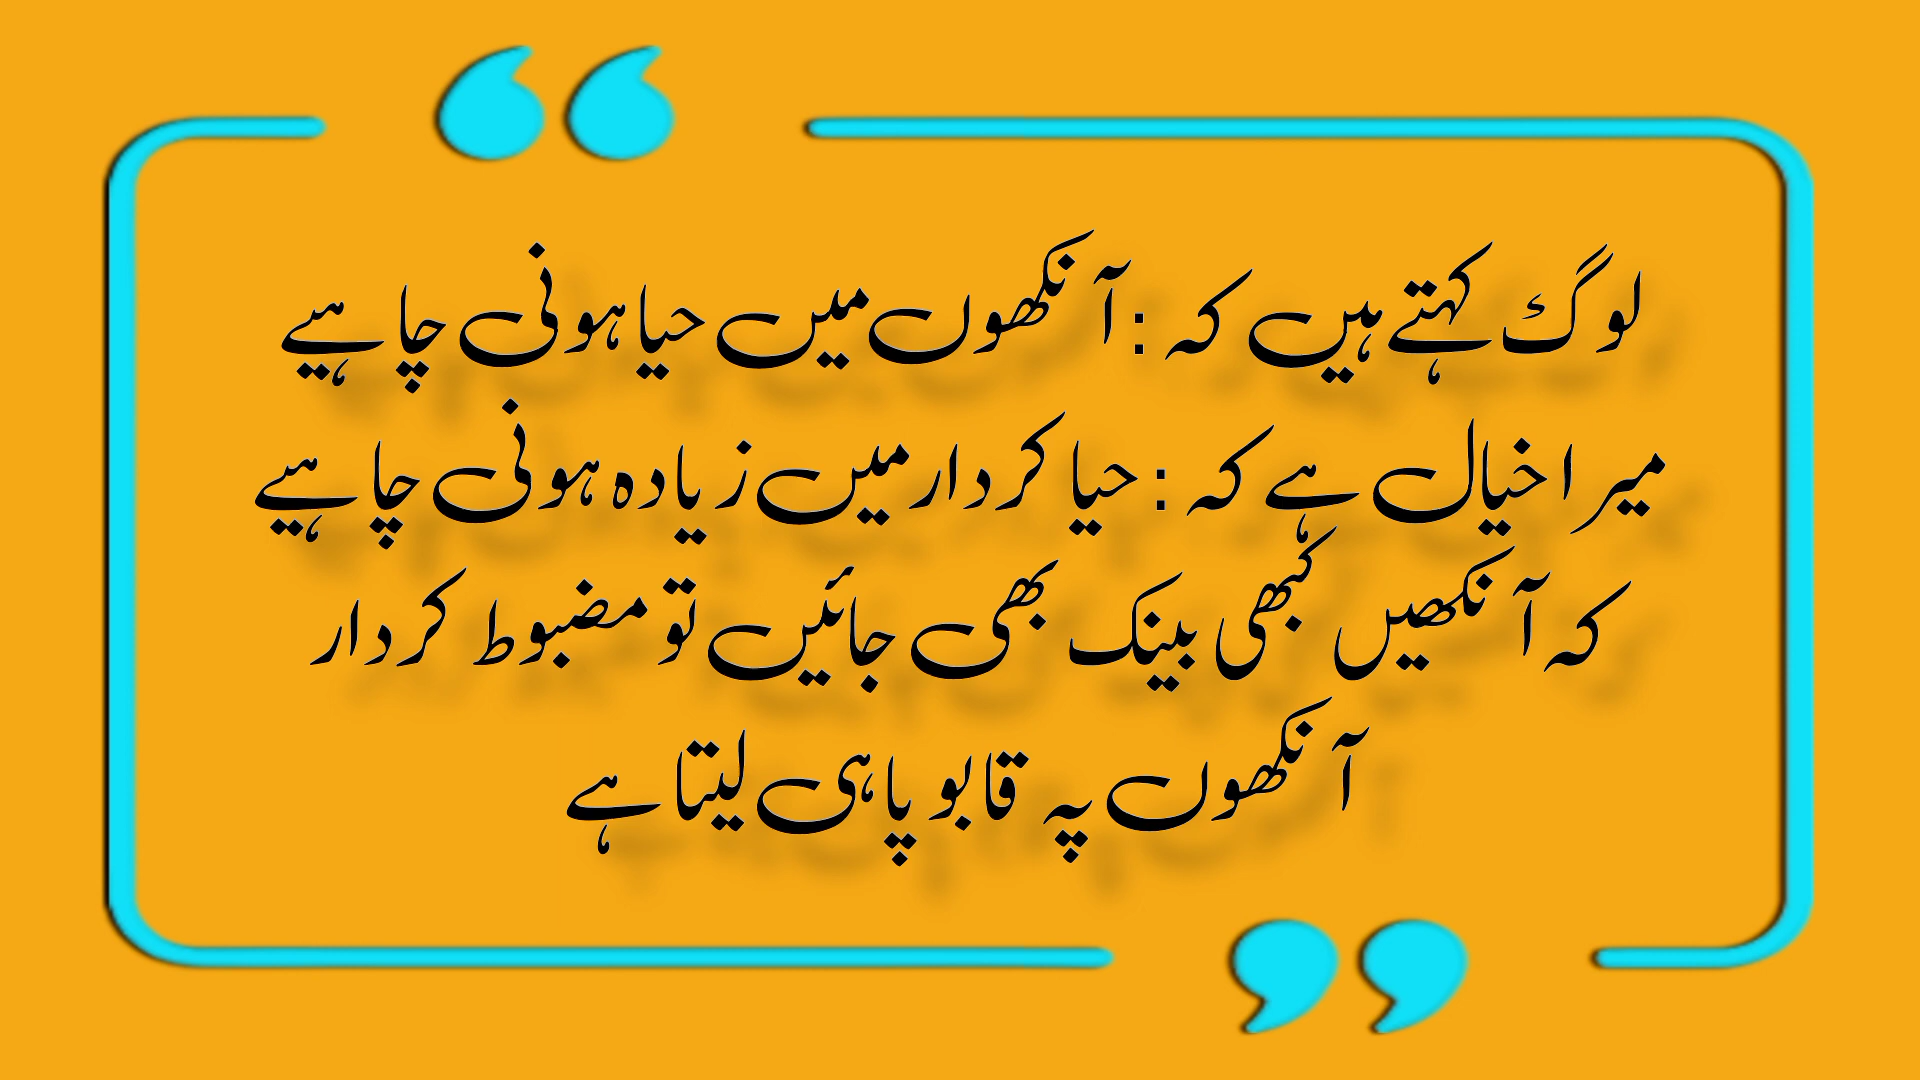 لوگ کہتے ہیں کہ : آنکھوں میں حیا ہونی چاہیے
میرا خیال ہے کہ : حیا کردار میں زیادہ ہونی چاہیے
کہ آنکھیں کبھی بینک بھی جائیں تو مضبوط کردار
آنکھوں پہ قابو پا ہی لیتا ہے